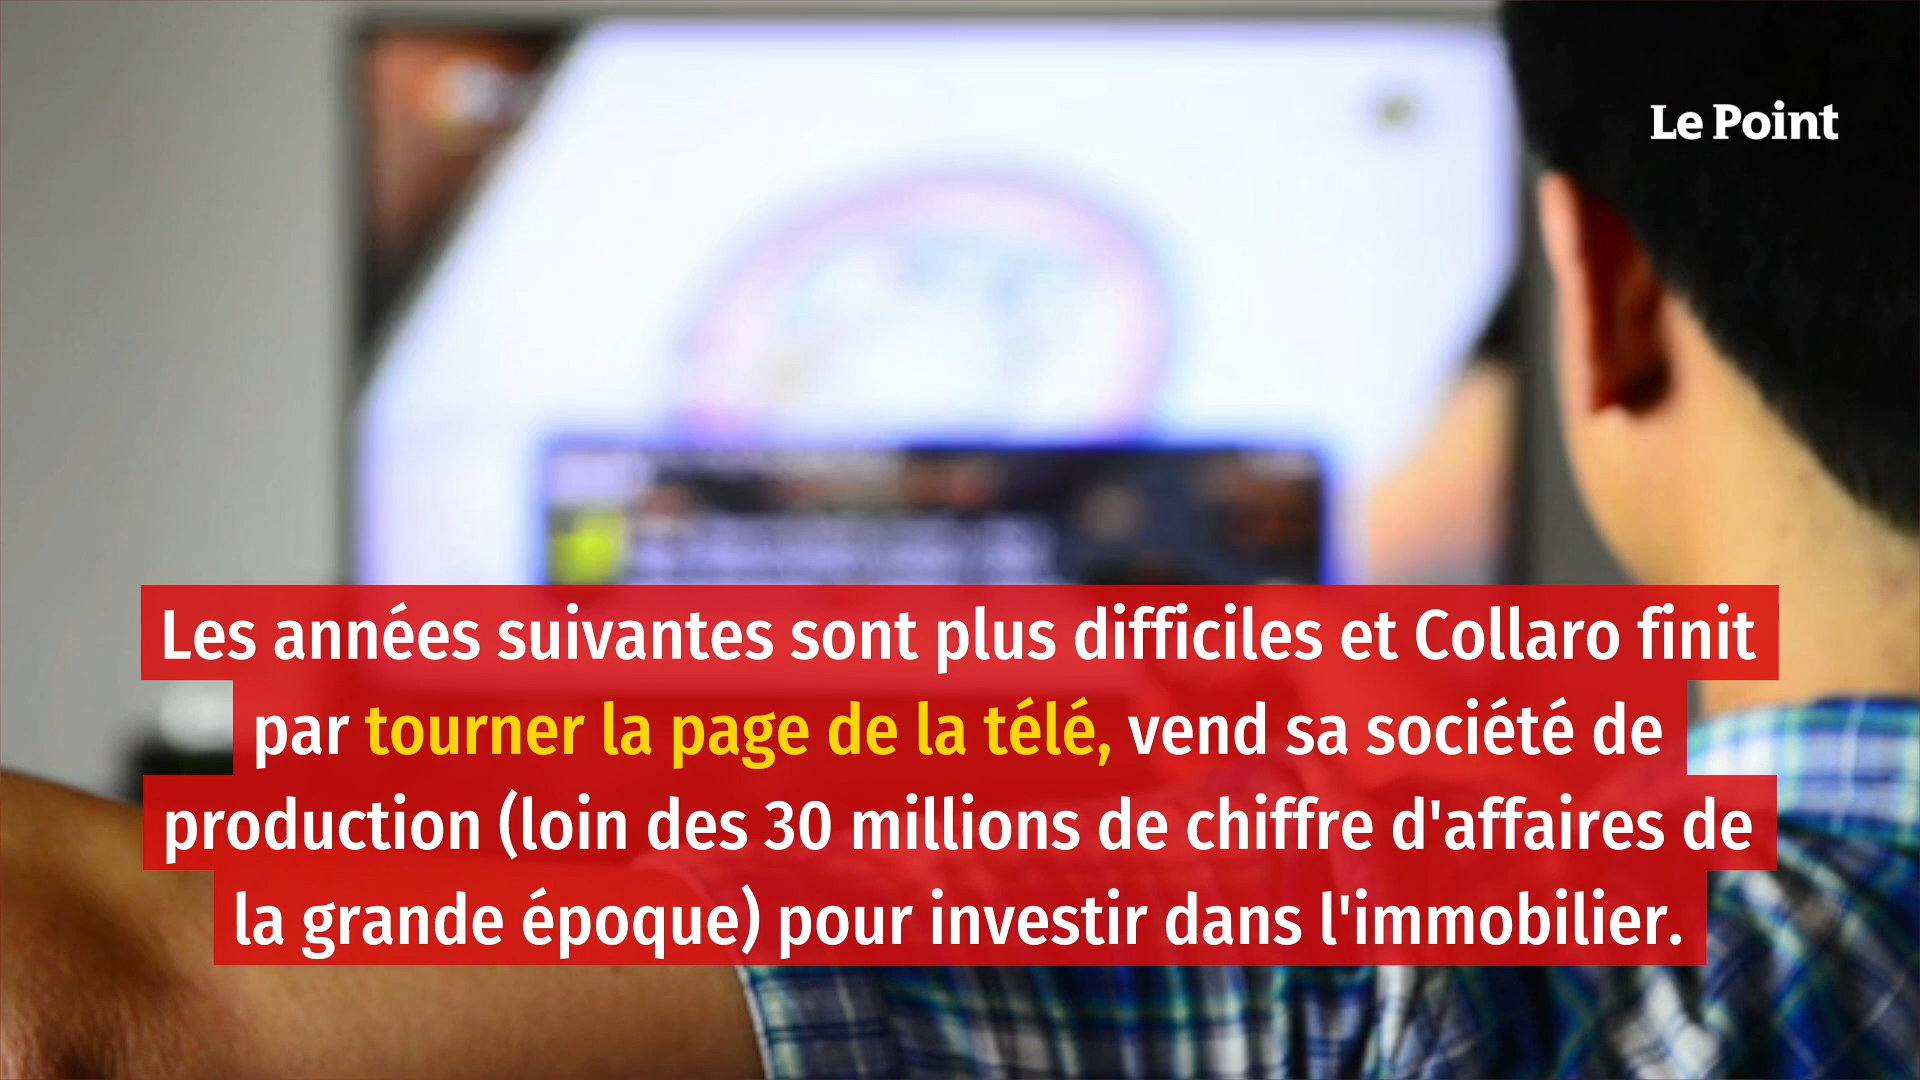 Le Point
Les années suivantes sont plus difficiles et Collaro finit
par tourner la page de la télé, vend sa société de
production (loin des 30 millions de chiffre d'affaires de
la grande époque) pour investir dans l'immobilier.